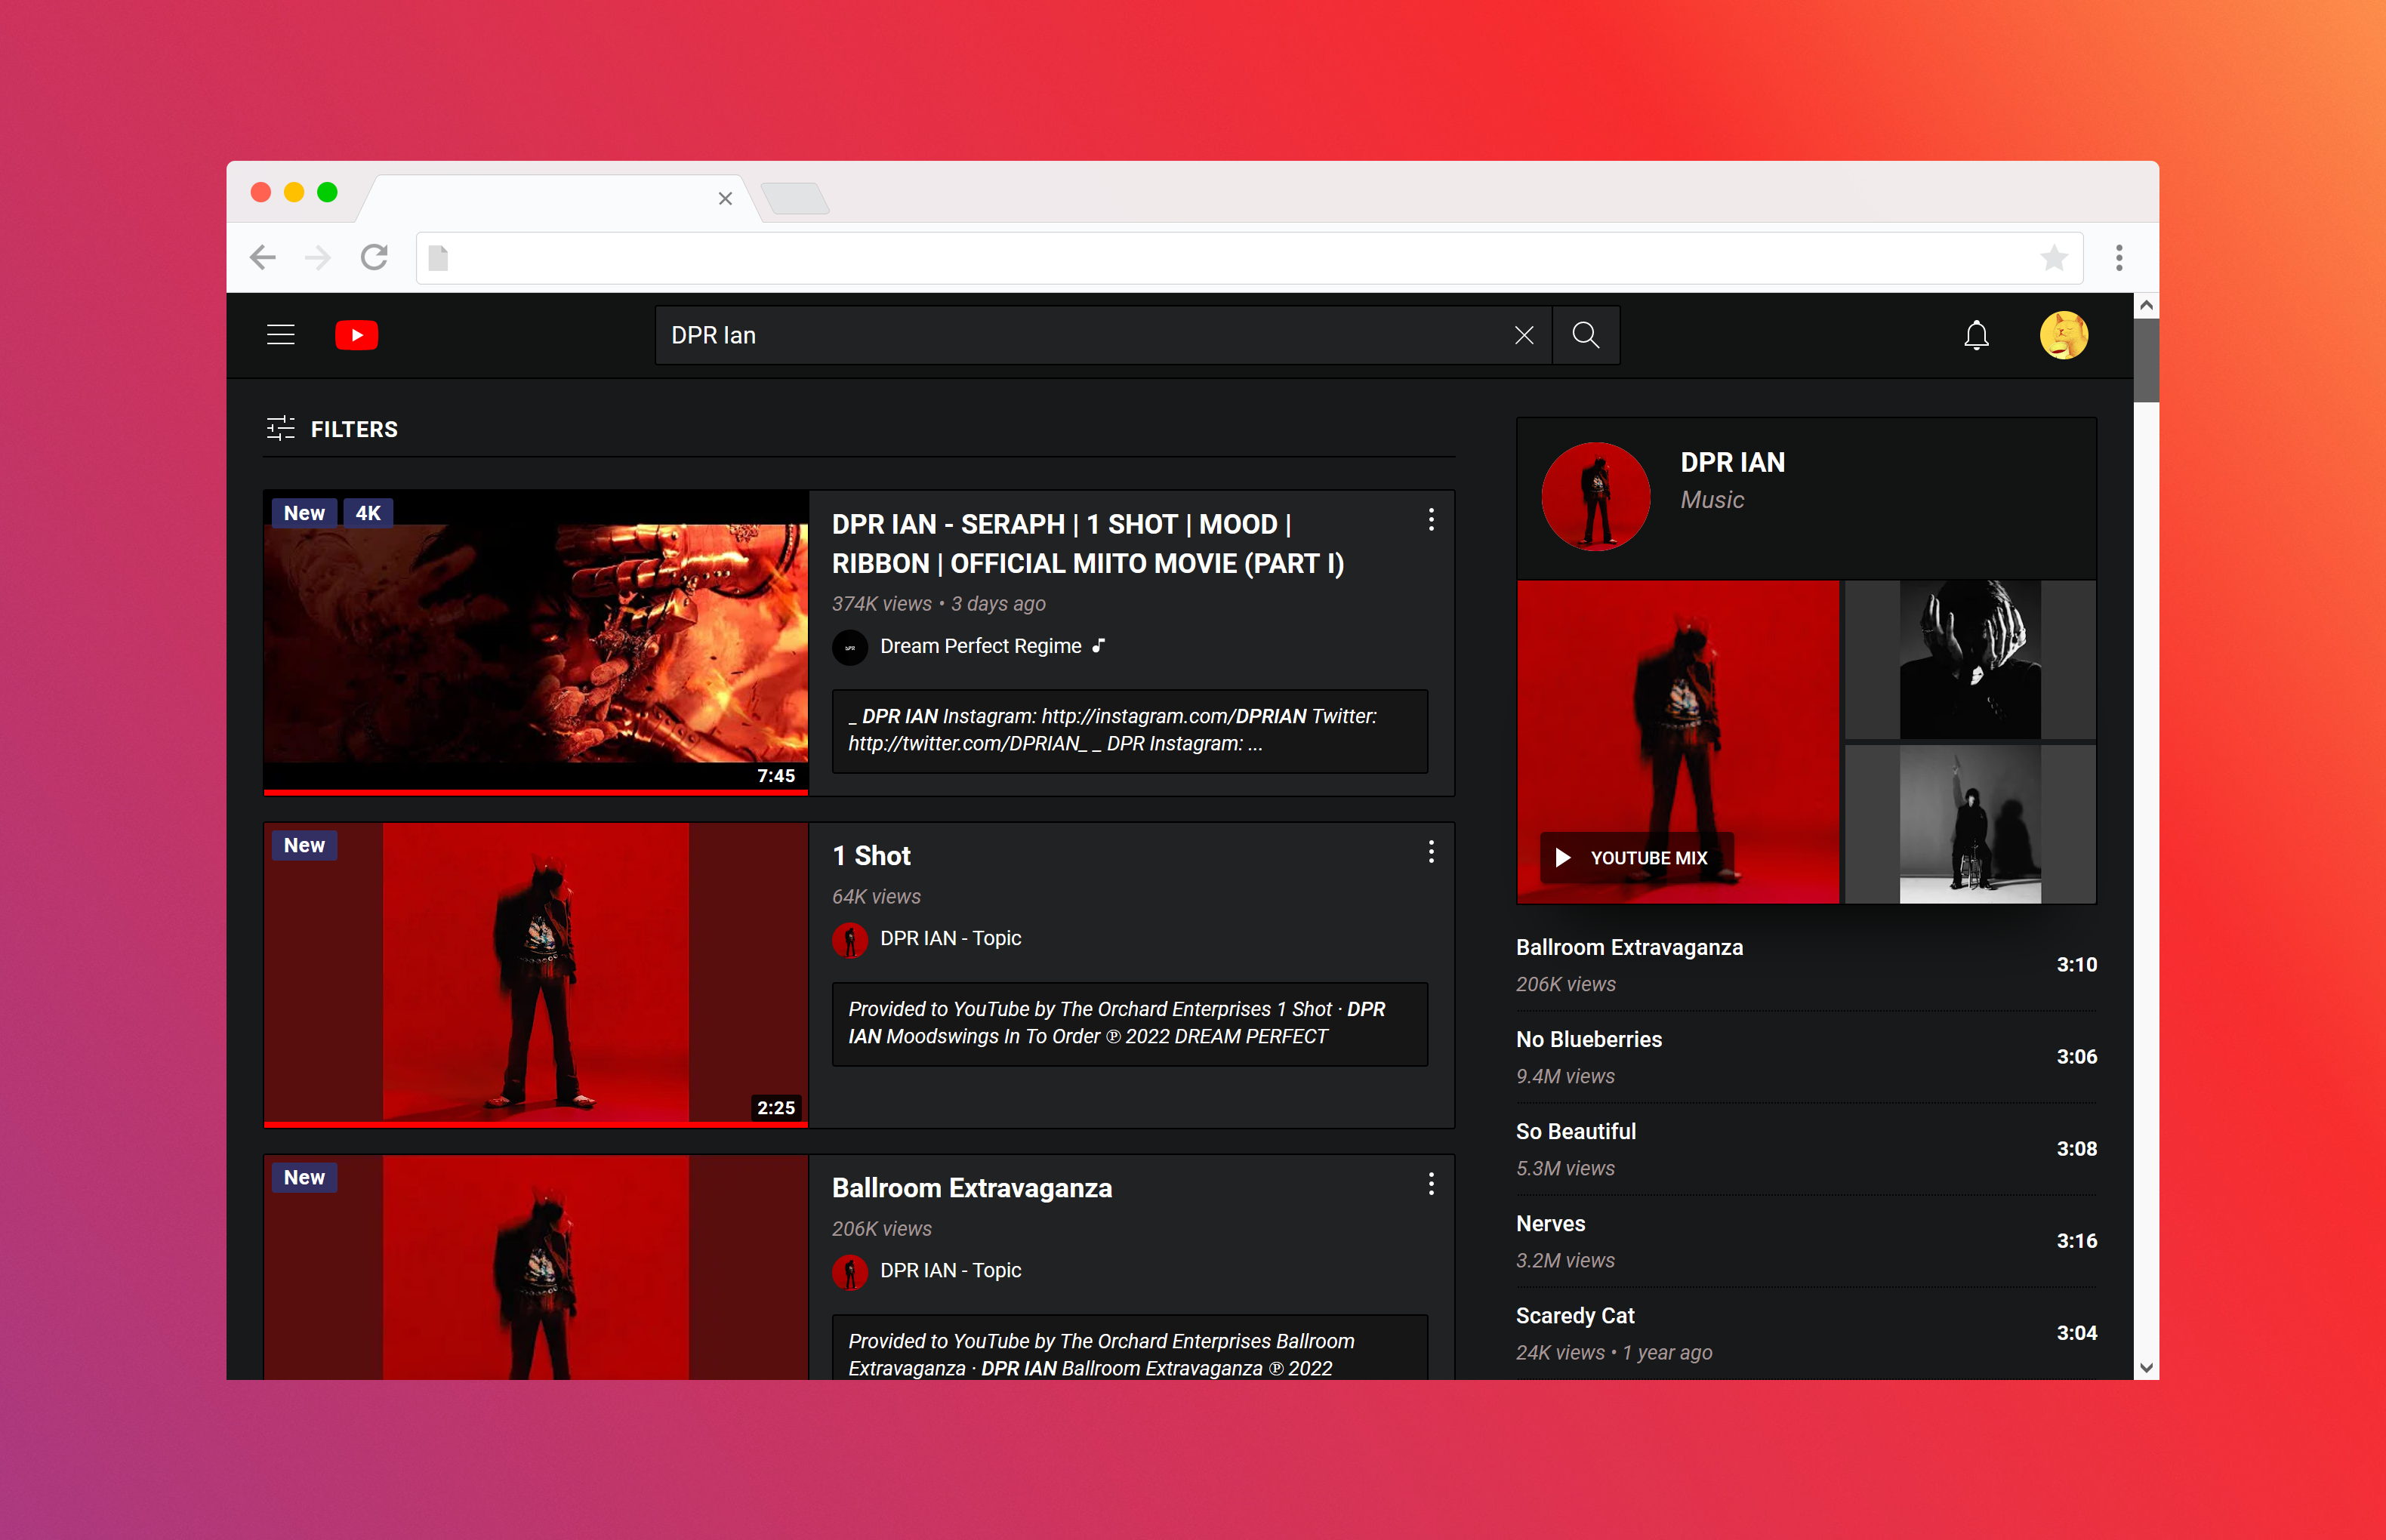 DPR Ian
FILTERS
New 4K
7:45
DPR IAN - SERAPH | 1 SHOT | MOOD |
RIBBON | OFFICIAL MIITO MOVIE (PART I)
374K views • 3 days ago
DPR
Dream Perfect Regime
_ DPR IAN Instagram: http://instagram.com/DPRIAN Twitter:
http://twitter.com/DPRIAN_ _ DPR Instagram: ...
New
2:25
1 Shot
64K views
DPR IAN - Topic
Provided to YouTube by The Orchard Enterprises 1 Shot · DPR
IAN Moodswings In To Order ℗ 2022 DREAM PERFECT
New
Ballroom Extravaganza
206K views
DPR IAN - Topic
Provided to YouTube by The Orchard Enterprises Ballroom
Extravaganza · DPR IAN Ballroom Extravaganza ℗ 2022
DPR IAN
Music
YOUTUBE MIX
Ballroom Extravaganza
206K views
3:10
No Blueberries
9.4M views
3:06
So Beautiful
5.3M views
3:08
Nerves
3.2M views
3:16
Scaredy Cat
24K views • 1 year ago
3:04